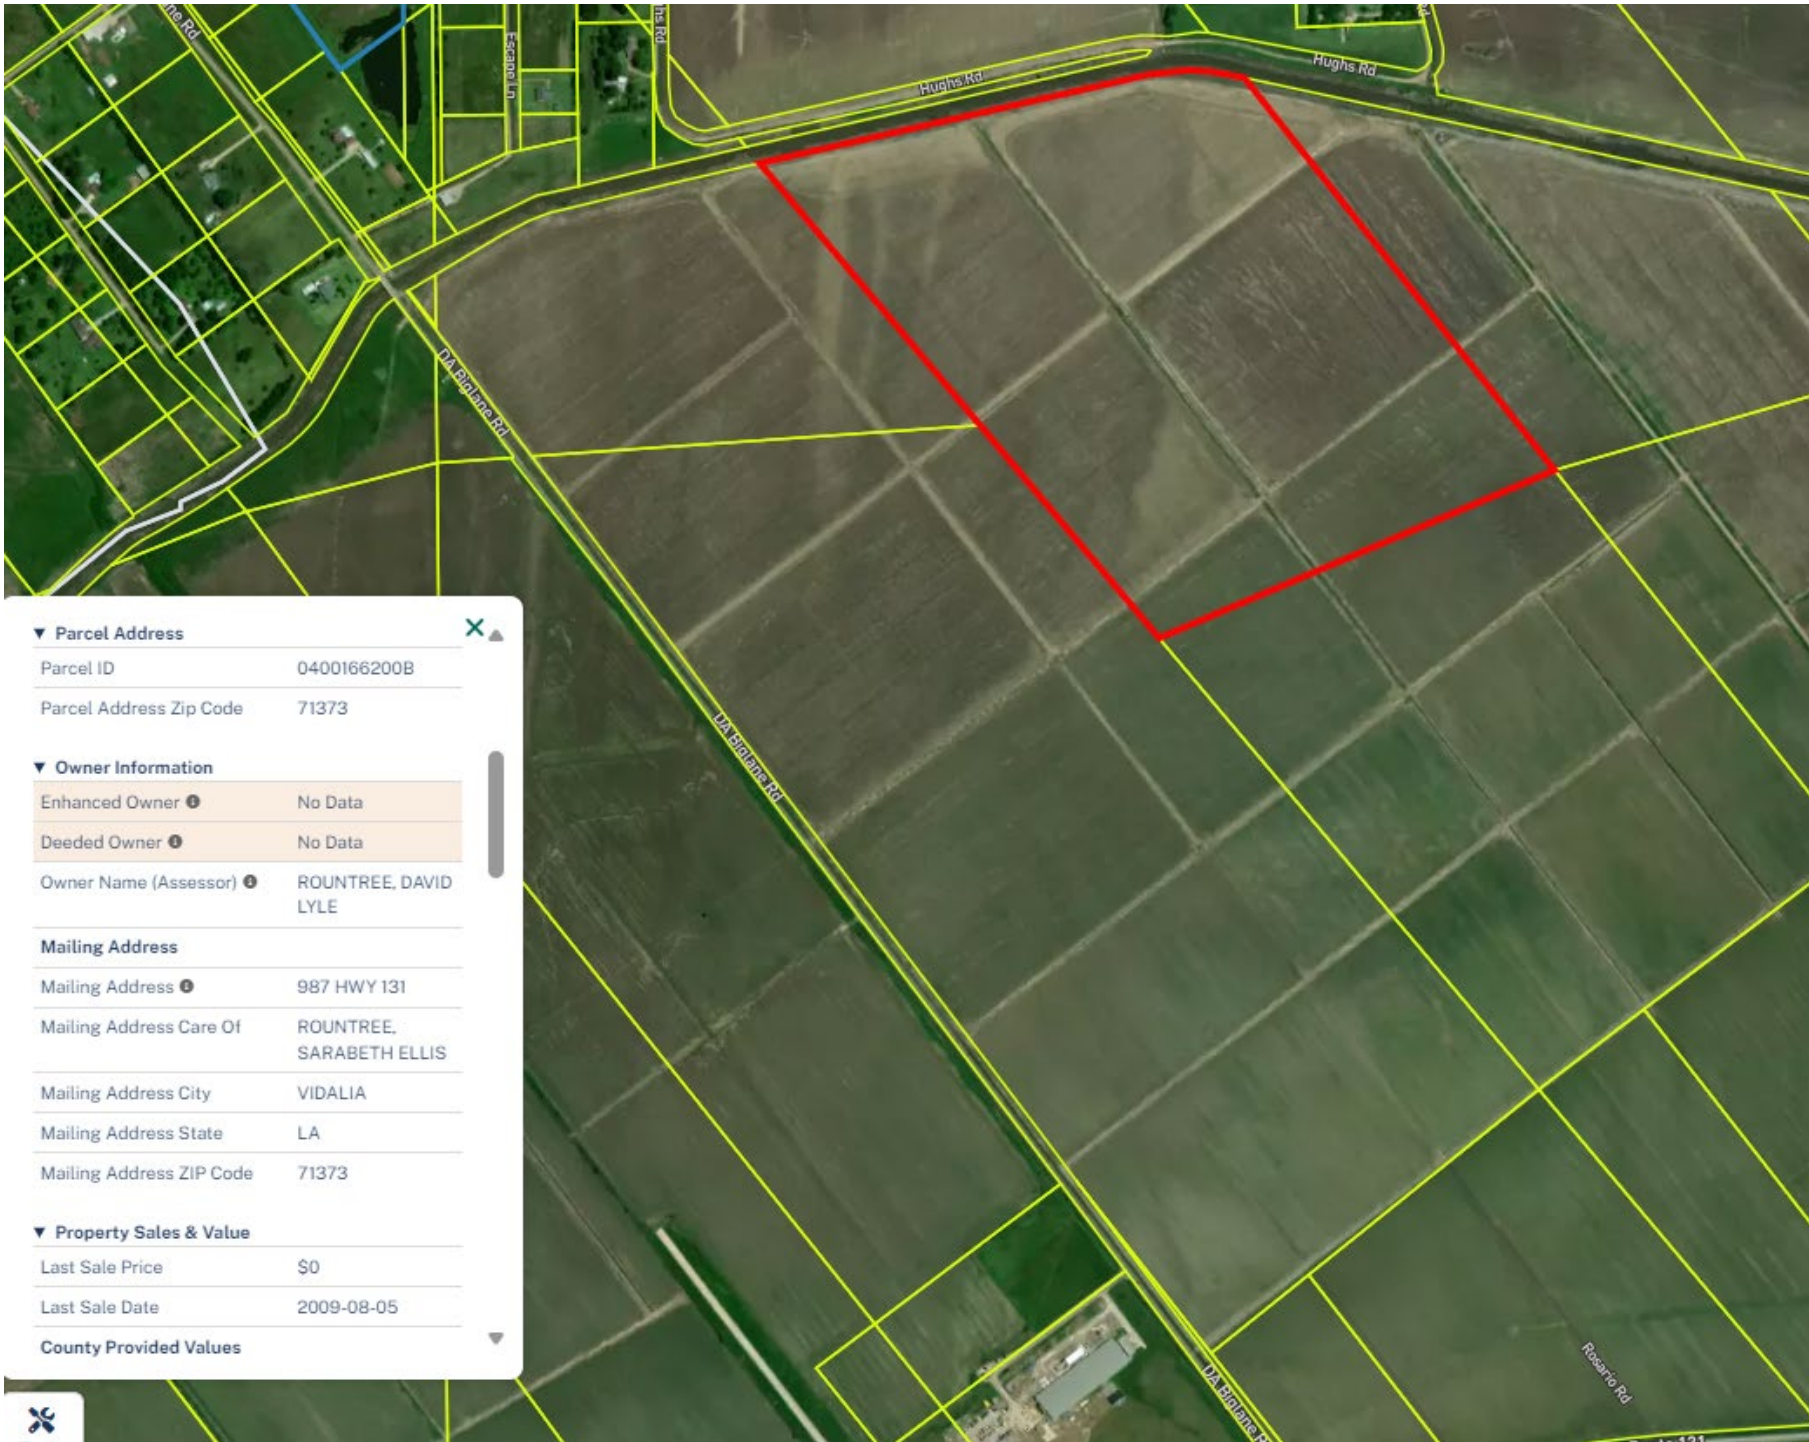 ne Rd
Escane Ln
hs Rd
Hughs Rd
Hughs Rd
Rd
DA Biglane Rd
DA Biglane Rd
DA Biglane R
Rosario Rd
▼ Parcel Address
Parcel ID 0400166200B
Parcel Address Zip Code 71373
▼ Owner Information
Enhanced Owner No Data
Deeded Owner No Data
Owner Name (Assessor) ROUNTREE, DAVID
LYLE
Mailing Address
Mailing Address 987 HWY 131
Mailing Address Care Of ROUNTREE,
SARABETH ELLIS
Mailing Address City VIDALIA
Mailing Address State LA
Mailing Address ZIP Code 71373
▼ Property Sales & Value
Last Sale Price $0
Last Sale Date 2009-08-05
County Provided Values